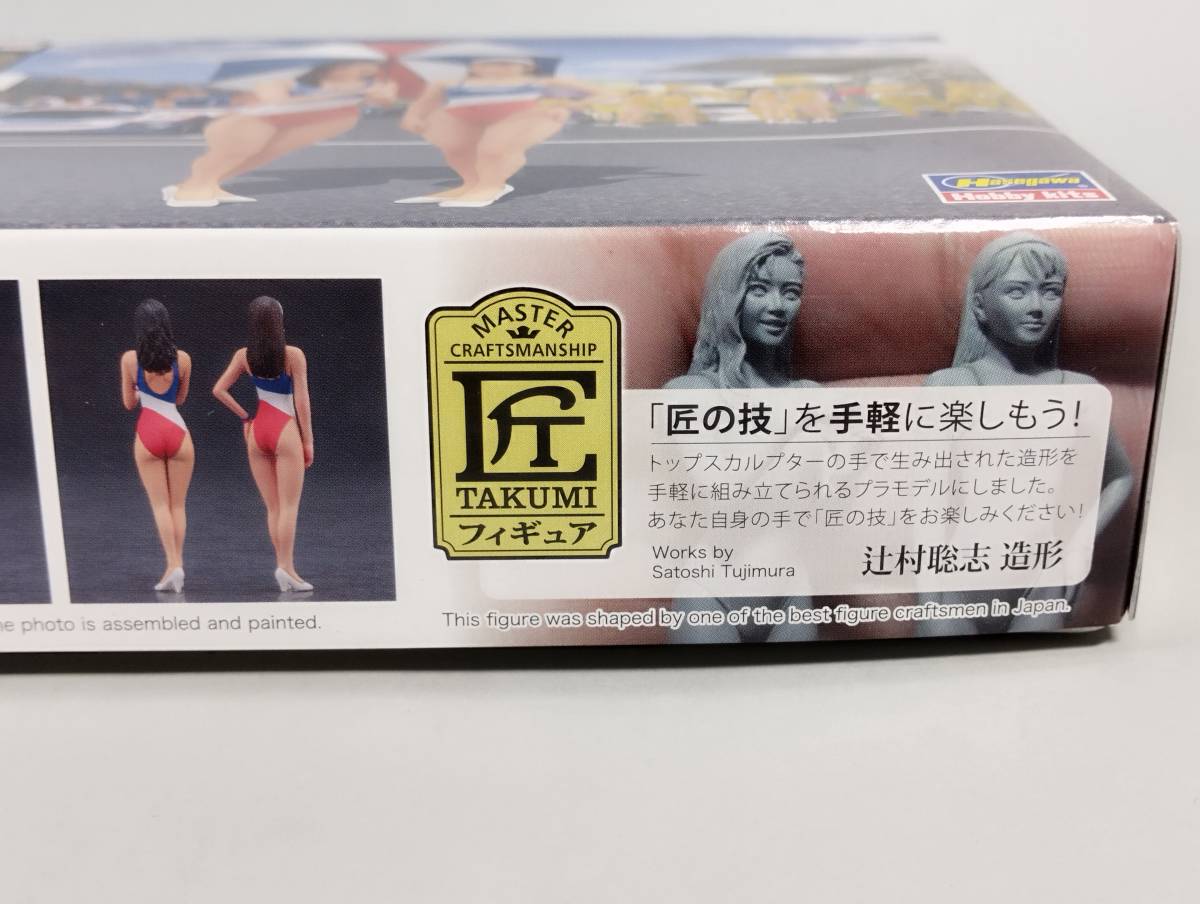 Hasegawa
Hobby kits
MASTER
CRAFTSMANSHIP
匠
TAKUMI
フィギュア
「匠の技」を手軽に楽しもう!
トップスカルプターの手で生み出された造形を
手軽に組み立てられるプラモデルにしました。
あなた自身の手で「匠の技」をお楽しみください!
Works by
Satoshi Tujimura
辻村聡志 造形
photo is assembled and painted.
This figure was shaped by one of the best figure craftsmen in Japan.